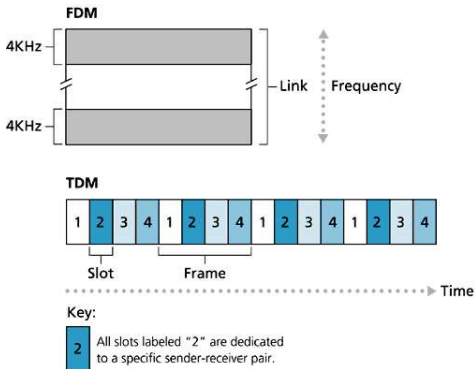 FDM
4KHz
4KHz
Link
Frequency
TDM
1 2 3 4 1 2 3 4 1 2 3 4 1 2 3 4
Slot
Frame
Time
Key:
2
All slots labeled "2" are dedicated
to a specific sender-receiver pair.